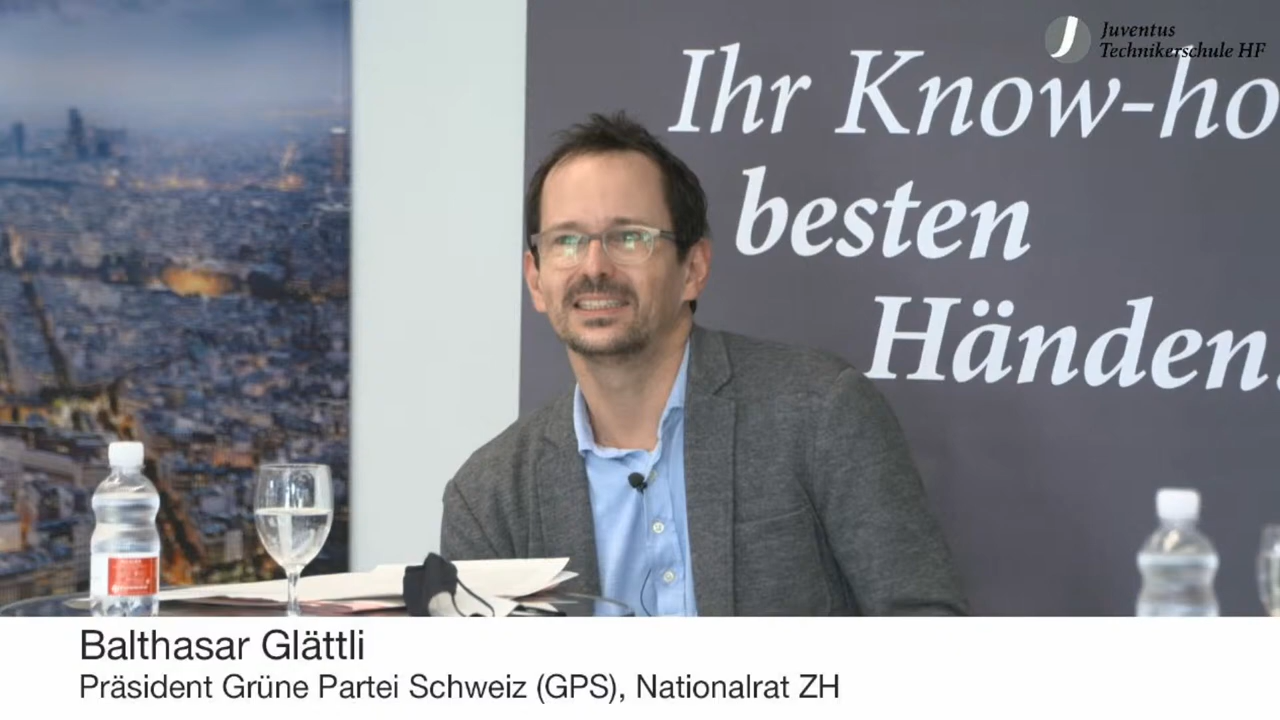 Juventus
Technikerschule HF
Ihr Know-ho
besten
Händen.
Balthasar Glättli
Präsident Grüne Partei Schweiz (GPS), Nationalrat ZH